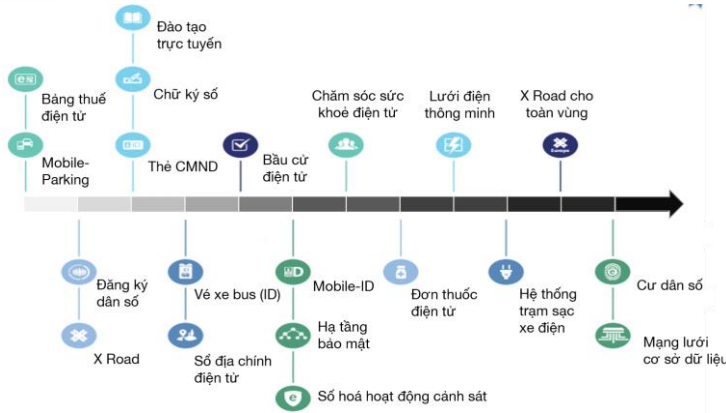 Đào tạo
trực tuyến
Bảng thuế
điện tử
Chữ ký số
Chăm sóc sức
khoẻ điện tử
Lưới điện
thông minh
X Road cho
toàn vùng
Mobile-
Parking
Thẻ CMND
Bầu cử
điện tử
Europe
Đăng ký
dân số
Vé xe bus (ID)
Mobile-ID
Đơn thuốc
điện tử
Hệ thống
trạm sạc
xe điện
Cư dân số
X Road
Sổ địa chính
điện tử
Hạ tầng
bảo mật
Mạng lưới
cơ sở dữ liệu
Số hoá hoạt động cảnh sát
e